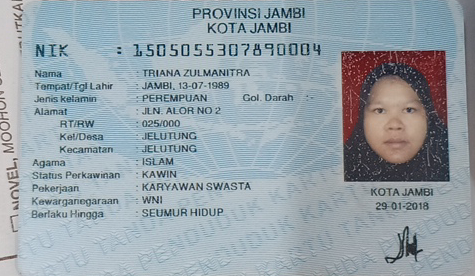 PROVINSI JAMBI
KOTA JAMBI
NIK : 1505055307890004
Nama : TRIANA ZULMANITRA
Tempat/Tgl Lahir : JAMBI, 13-07-1989
Jenis kelamin : PEREMPUAN Gol. Darah :
Alamat : JLN. ALOR NO 2
RT/RW : 025/000
Kel/Desa : JELUTUNG
Kecamatan : JELUTUNG
Agama : ISLAM
Status Perkawinan : KAWIN
Pekerjaan : KARYAWAN SWASTA
Kewarganegaraan : WNI
Berlaku Hingga : SEUMUR HIDUP
KOTA JAMBI
29-01-2018